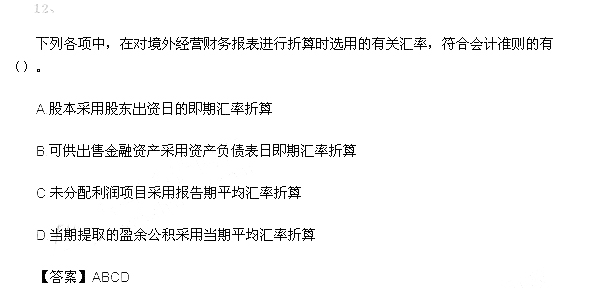 12、
下列各项中，在对境外经营财务报表进行折算时选用的有关汇率，符合会计准则的有
()。
A 股本采用股东出资日的即期汇率折算
B 可供出售金融资产采用资产负债表日即期汇率折算
C 未分配利润项目采用报告期平均汇率折算
D 当期提取的盈余公积采用当期平均汇率折算
【答案】ABCD